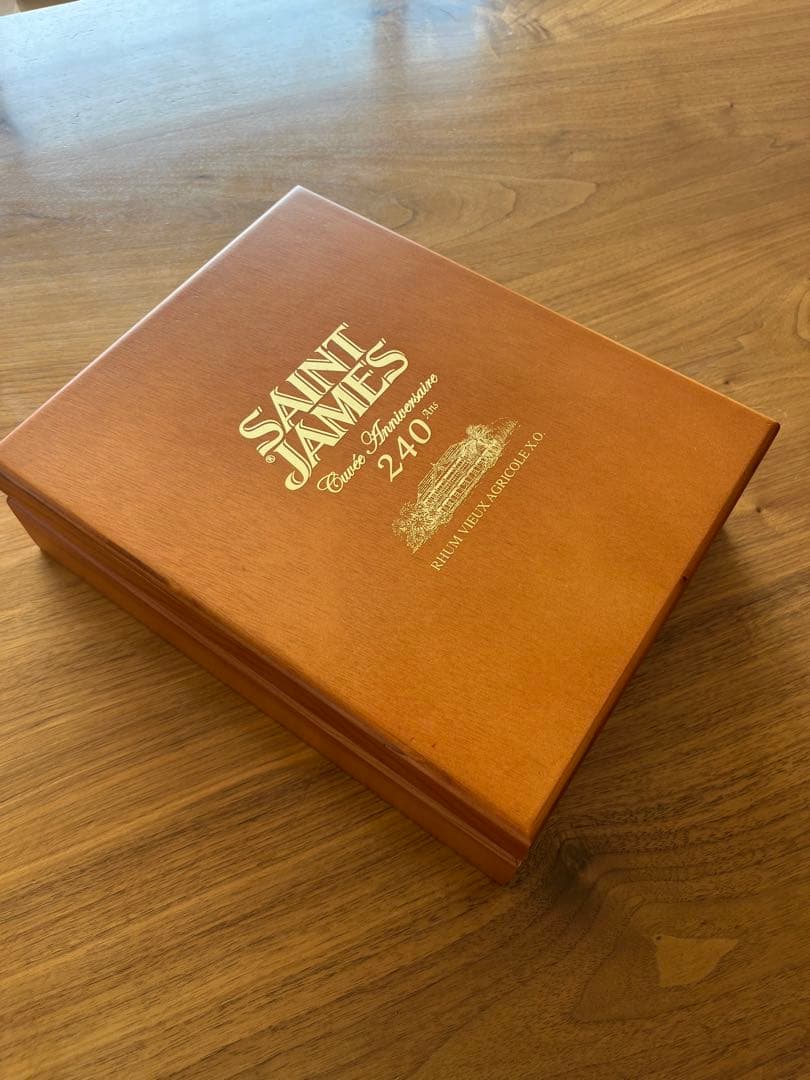 SAINT
JAMES®
Cuvée Anniversaire
240 Ans
RHUM VIEUX AGRICOLE X.O.